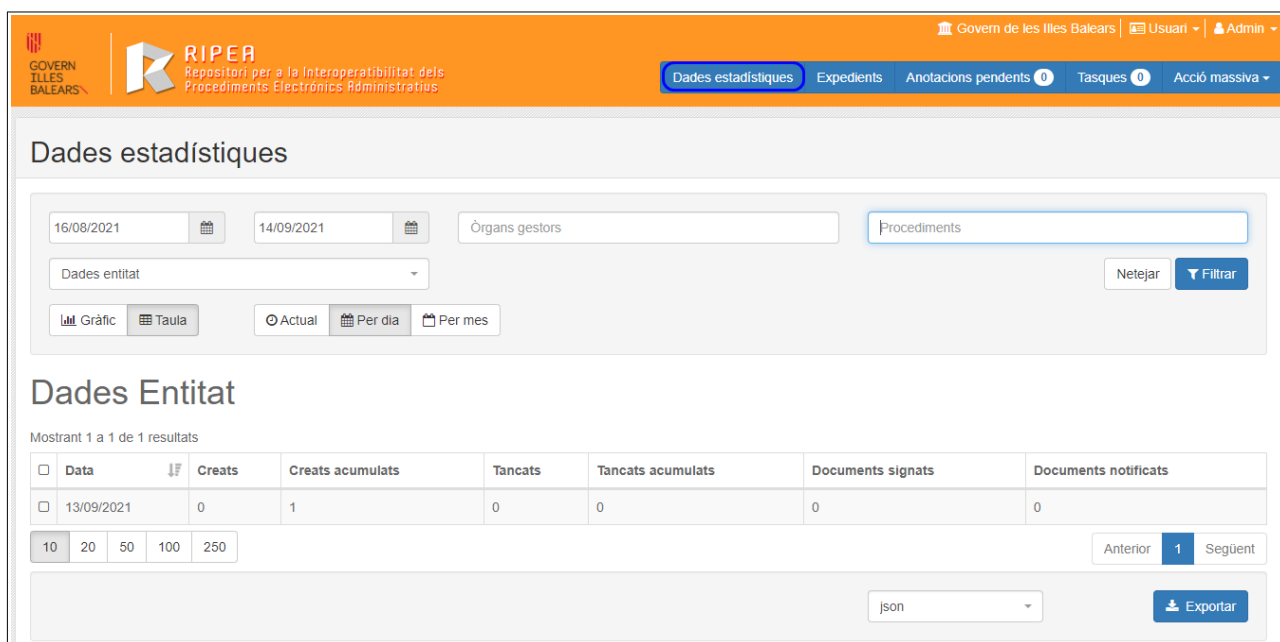 Govern de les Illes Balears Usuari Admin
GOVERN
ILLES
BALEARS
RIPEA
Repositori per a la Interoperatibilitat dels
Procediments Electrónics Administratius
Dades estadístiques Expedients Anotacions pendents 0 Tasques 0 Acció massiva
Dades estadístiques
16/08/2021 14/09/2021 Òrgans gestors Procediments
Dades entitat Netejar Filtrar
Gràfic Taula Actual Per dia Per mes
Dades Entitat
Mostrant 1 a 1 de 1 resultats
Data Creats Creats acumulats Tancats Tancats acumulats Documents signats Documents notificats
13/09/2021 0 1 0 0 0 0
10 20 50 100 250 Anterior 1 Següent
json Exportar